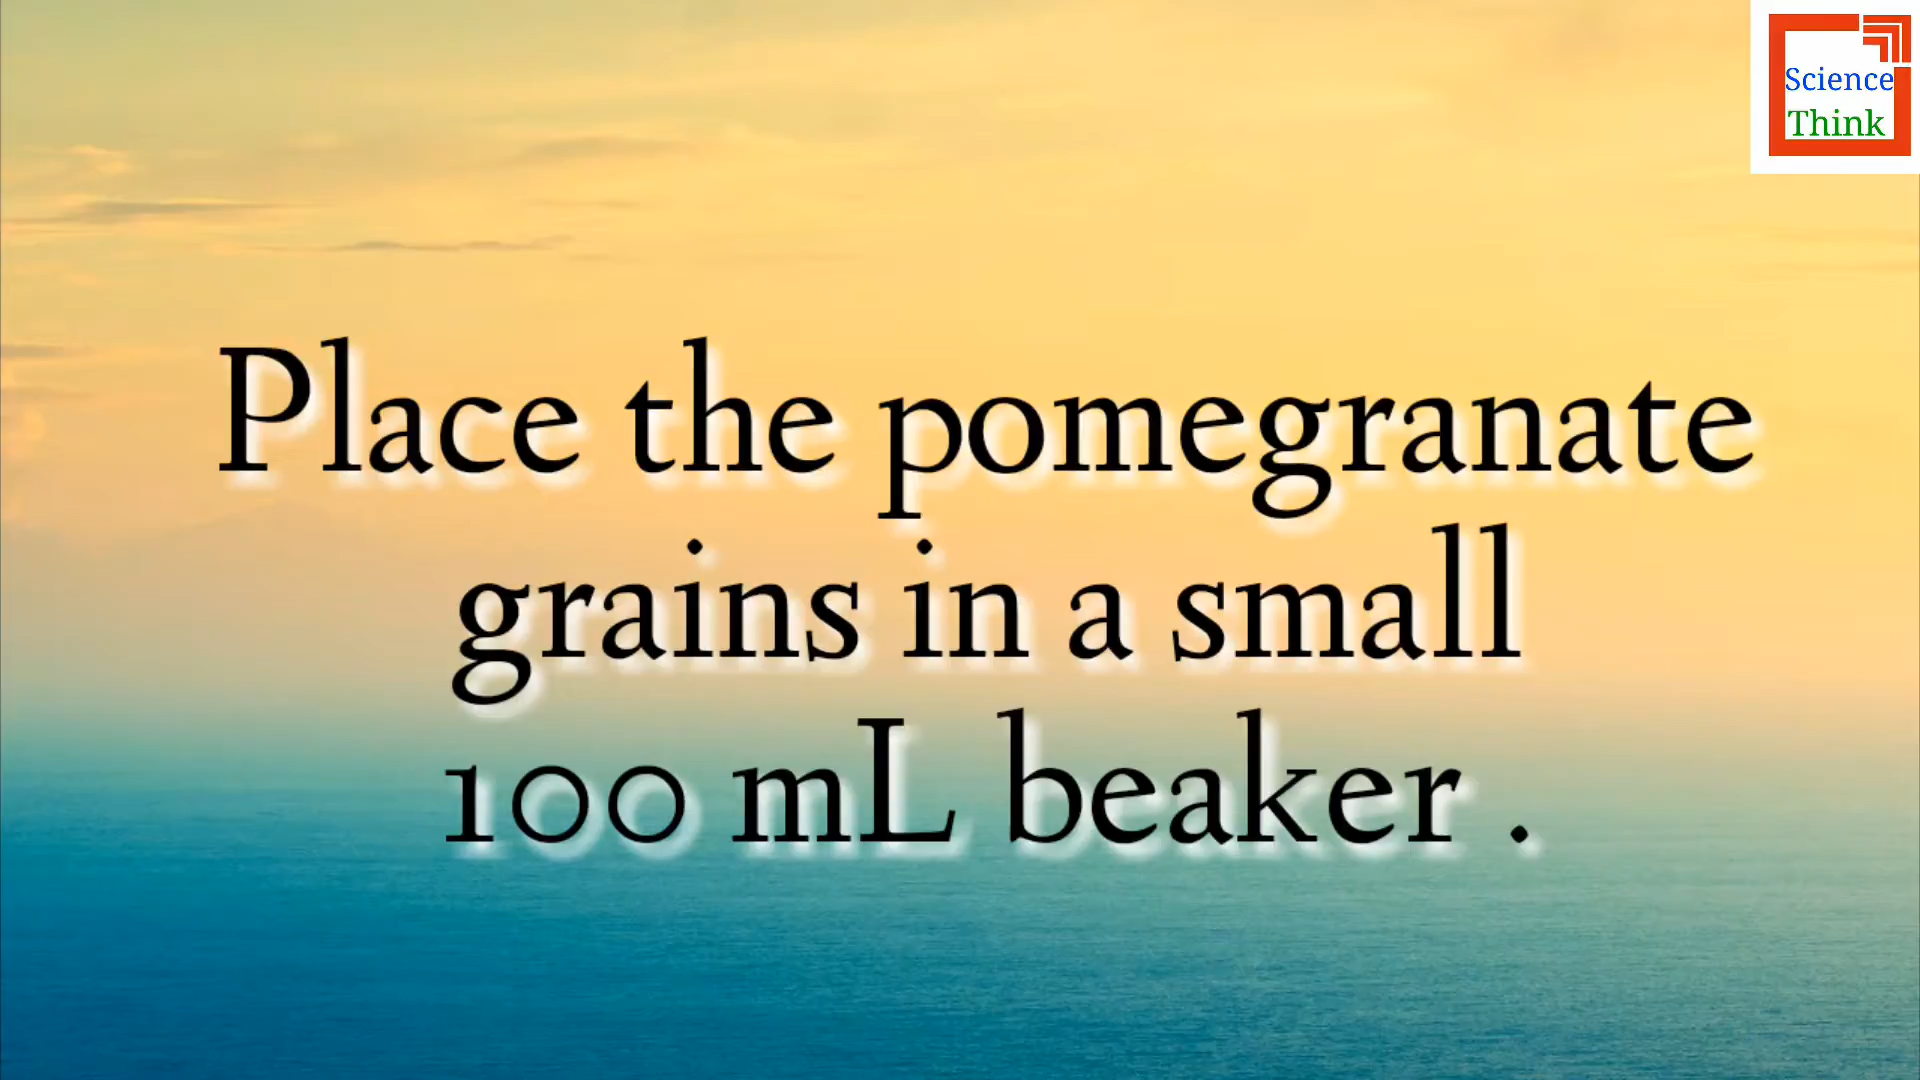 Science
Think
Place the pomegranate
grains in a small
100 mL beaker .